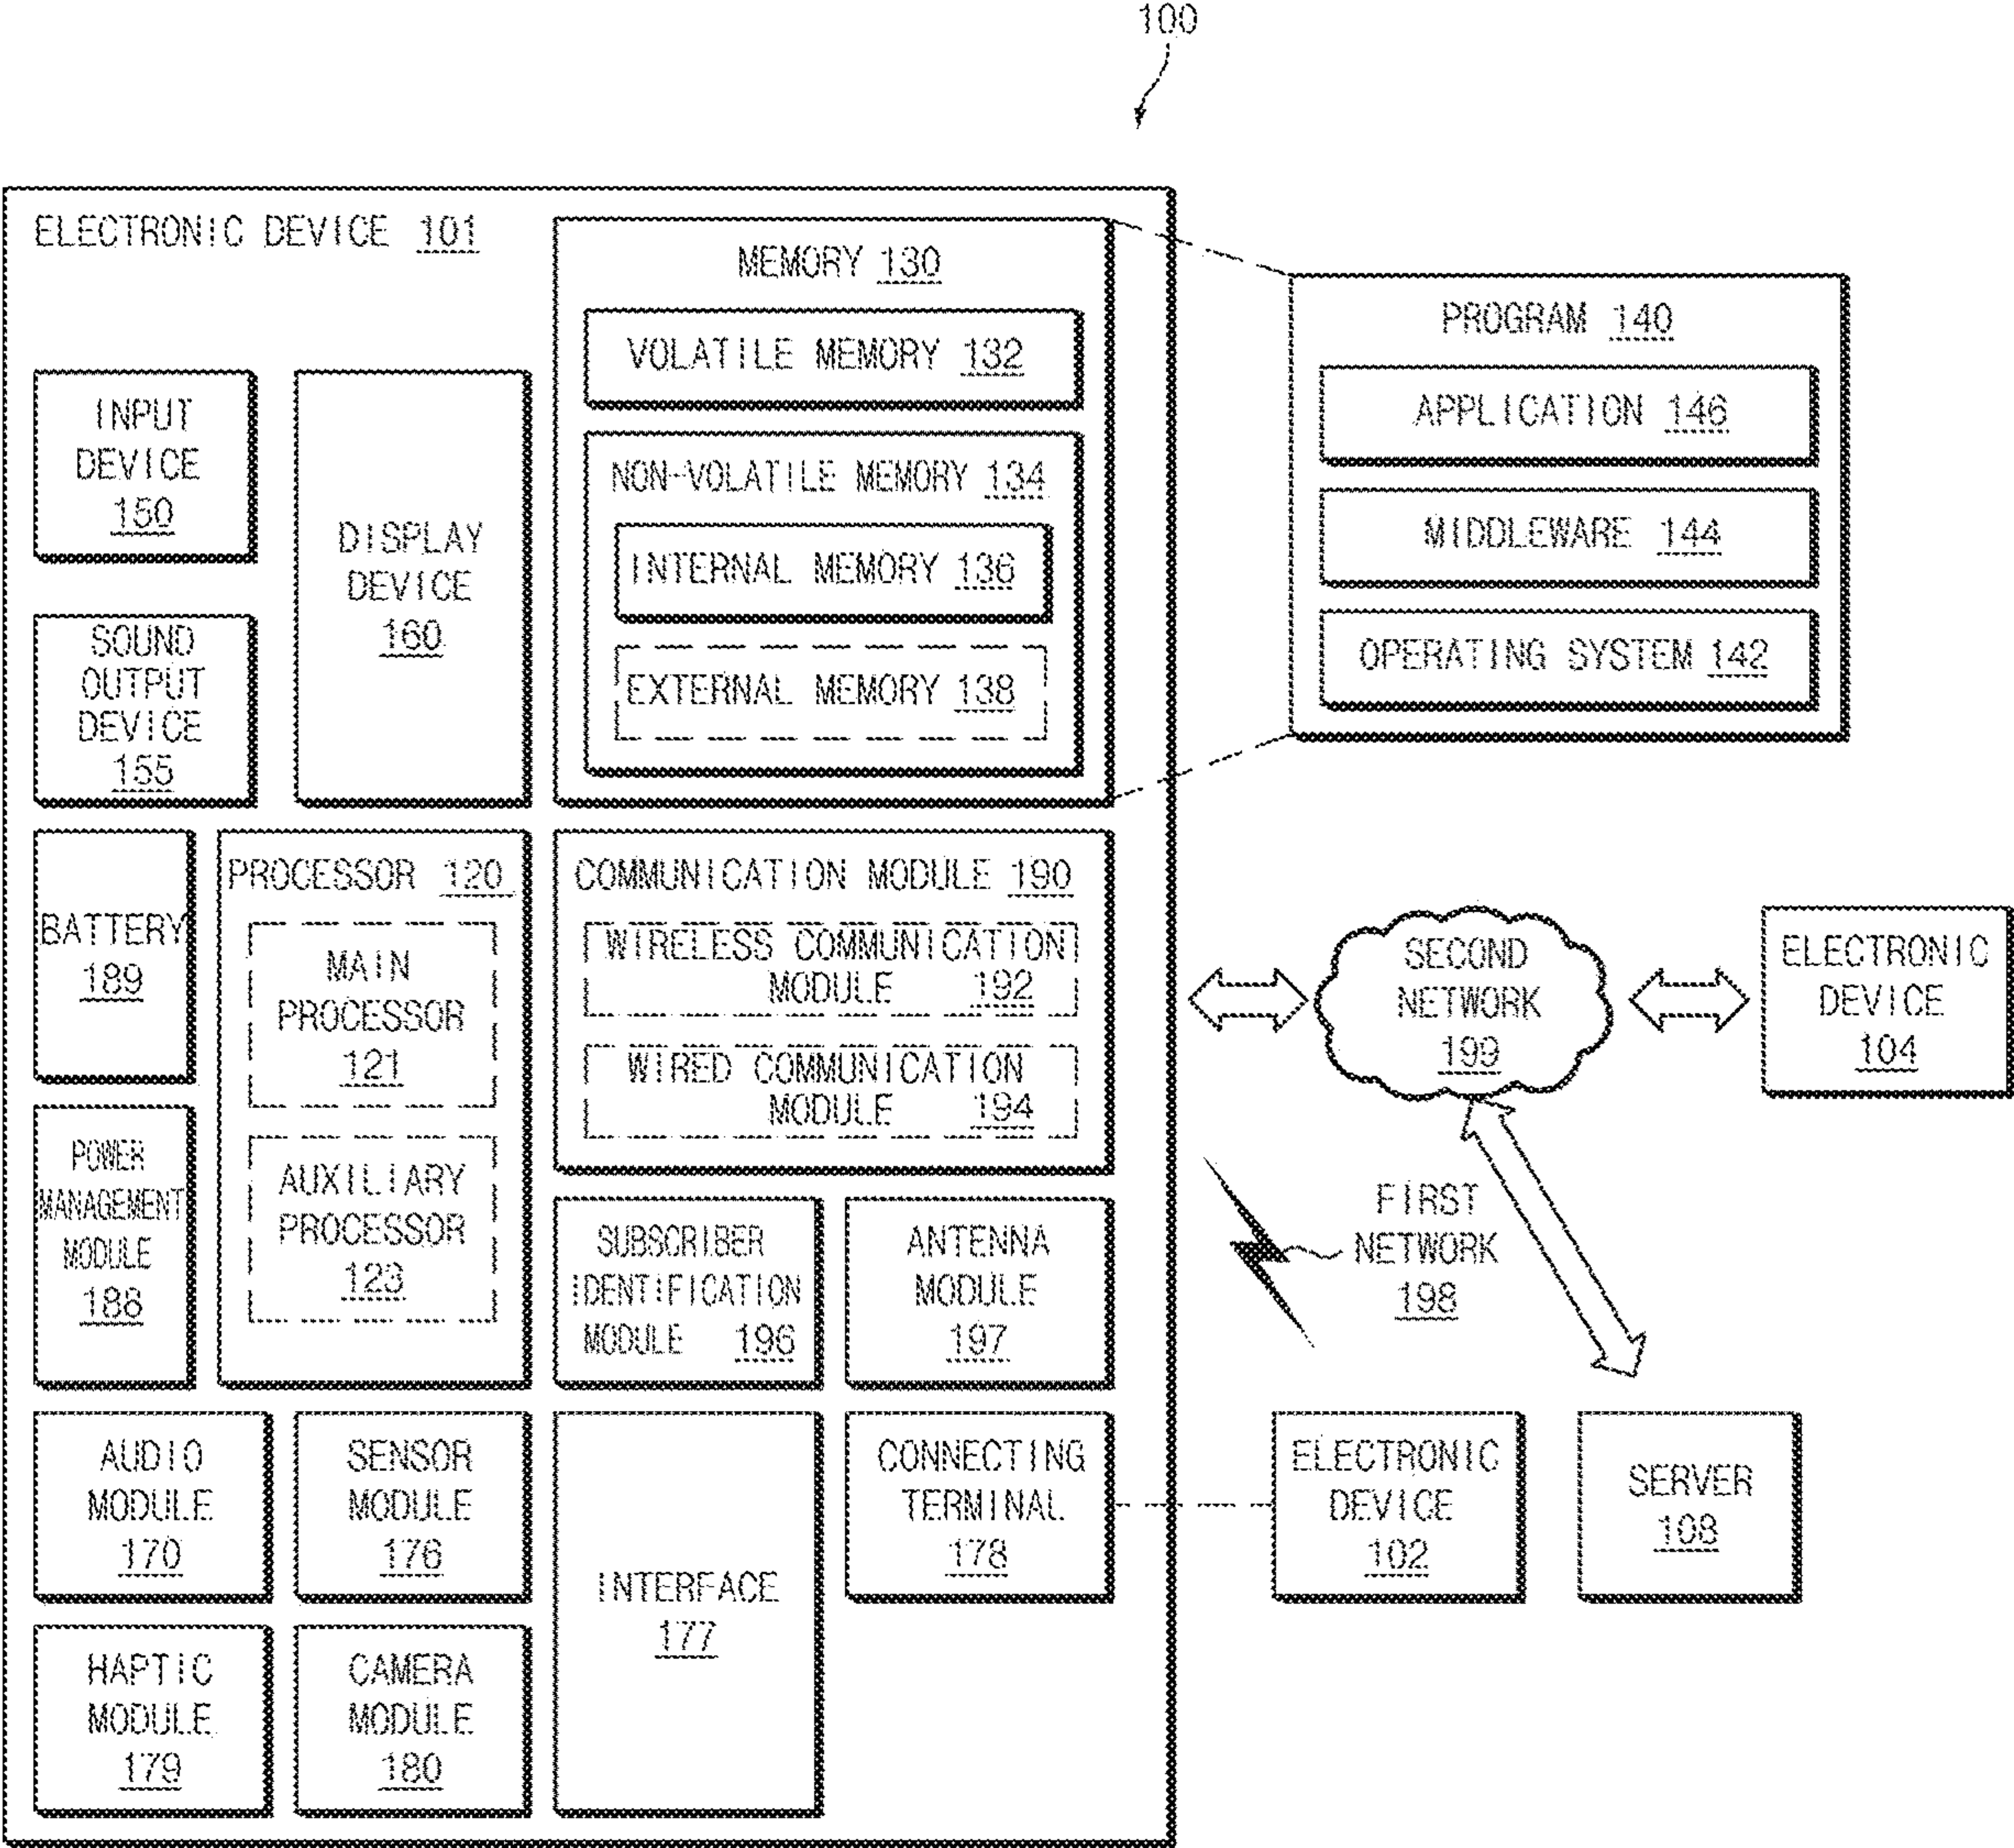 100
ELECTRONIC DEVICE 101
MEMORY 130
VOLATILE MEMORY 132
NON-VOLATILE MEMORY 134
INTERNAL MEMORY 136
EXTERNAL MEMORY 138
PROGRAM 140
APPLICATION 146
MIDDLEWARE 144
OPERATING SYSTEM 142
INPUT
DEVICE
150
SOUND
OUTPUT
DEVICE
155
DISPLAY
DEVICE
160
BATTERY
189
POWER
MANAGEMENT
MODULE
188
PROCESSOR 120
MAIN
PROCESSOR
121
AUXILIARY
PROCESSOR
123
COMMUNICATION MODULE 190
WIRELESS COMMUNICATION
MODULE 192
WIRED COMMUNICATION
MODULE 194
SUBSCRIBER
IDENTIFICATION
MODULE 196
ANTENNA
MODULE
197
SECOND
NETWORK
199
ELECTRONIC
DEVICE
104
FIRST
NETWORK
198
AUDIO
MODULE
170
SENSOR
MODULE
176
INTERFACE
177
CONNECTING
TERMINAL
178
ELECTRONIC
DEVICE
102
SERVER
108
HAPTIC
MODULE
179
CAMERA
MODULE
180